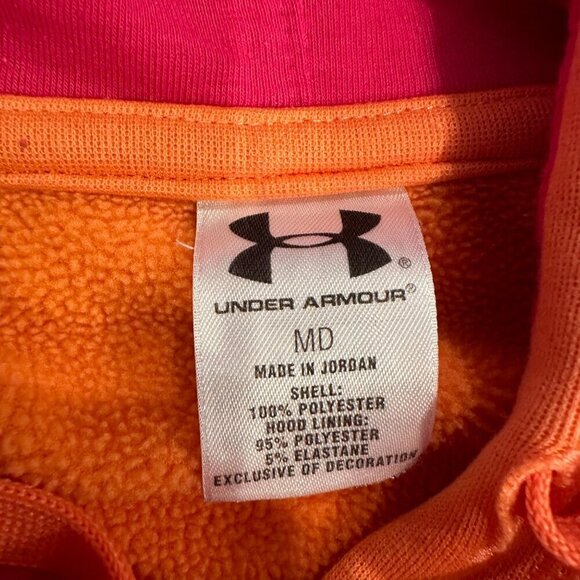 UNDER ARMOUR®
MD
MADE IN JORDAN
SHELL:
100% POLYESTER
HOOD LINING:
95% POLYESTER
5% ELASTANE
EXCLUSIVE OF DECORATION